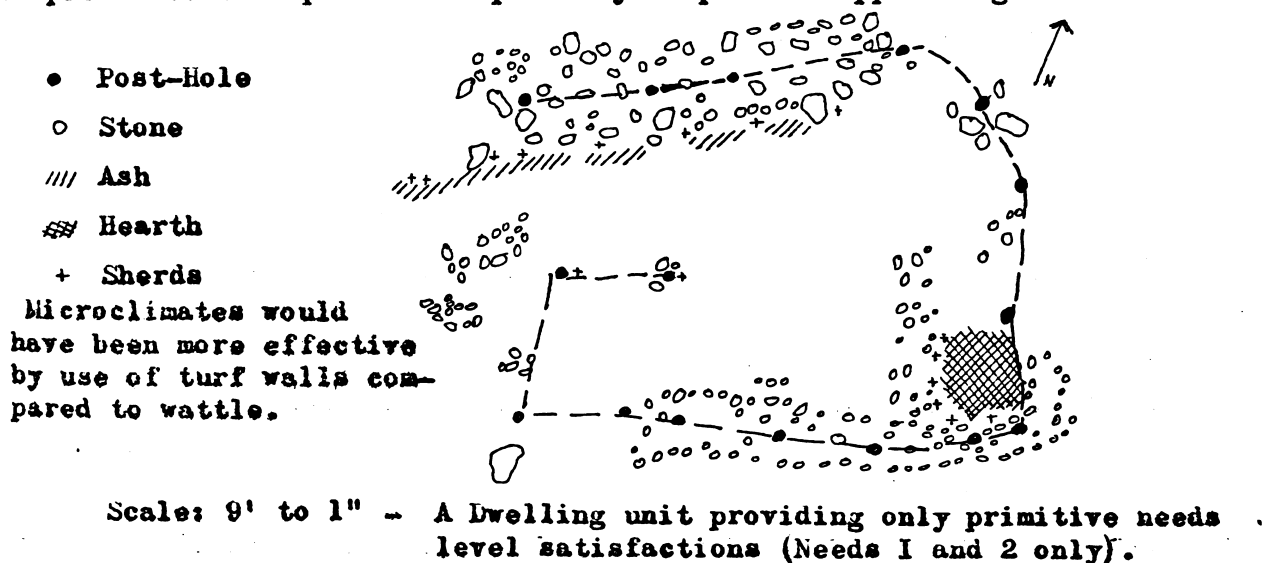 Post-Hole
Stone
Ash
Hearth
+ Sherds
Microclimates would
have been more effective
by use of turf walls com-
pared to wattle.
N
Scale: 9' to 1" - A Dwelling unit providing only primitive needs
level satisfactions (Needs I and 2 only).